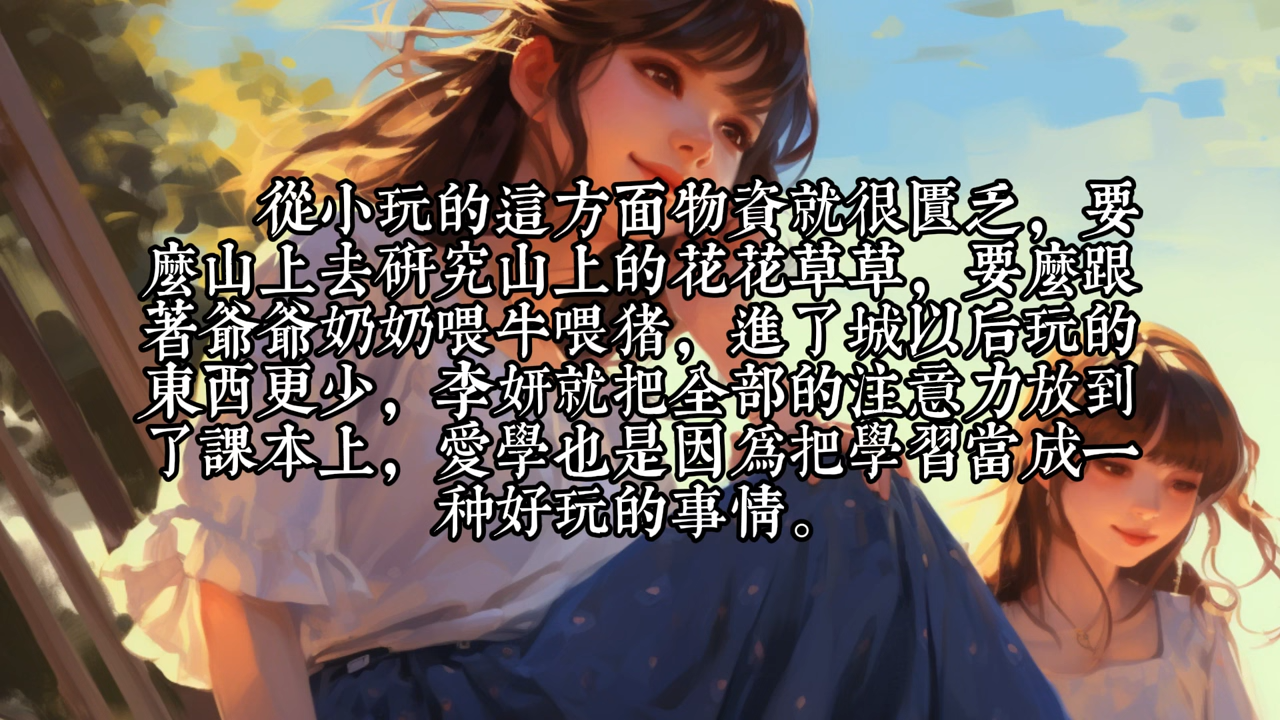 從小玩的這方面物資就很匱乏，要
麼山上去研究山上的花花草草，要麼跟
著爺爺奶奶喂牛喂猪，進了城以后玩的
東西更少，李妍就把全部的注意力放到
了課本上，愛學也是因為把學習當成一
种好玩的事情。